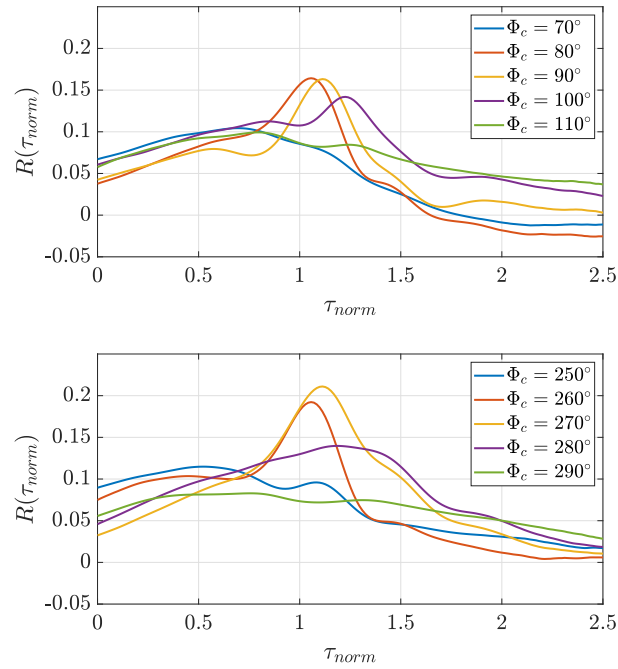 0.2
0.15
0.1
0.05
0
-0.05
R(τnorm)
0 0.5 1 1.5 2 2.5
τnorm
Φc = 70°
Φc = 80°
Φc = 90°
Φc = 100°
Φc = 110°
0.2
0.15
0.1
0.05
0
-0.05
R(τnorm)
0 0.5 1 1.5 2 2.5
τnorm
Φc = 250°
Φc = 260°
Φc = 270°
Φc = 280°
Φc = 290°